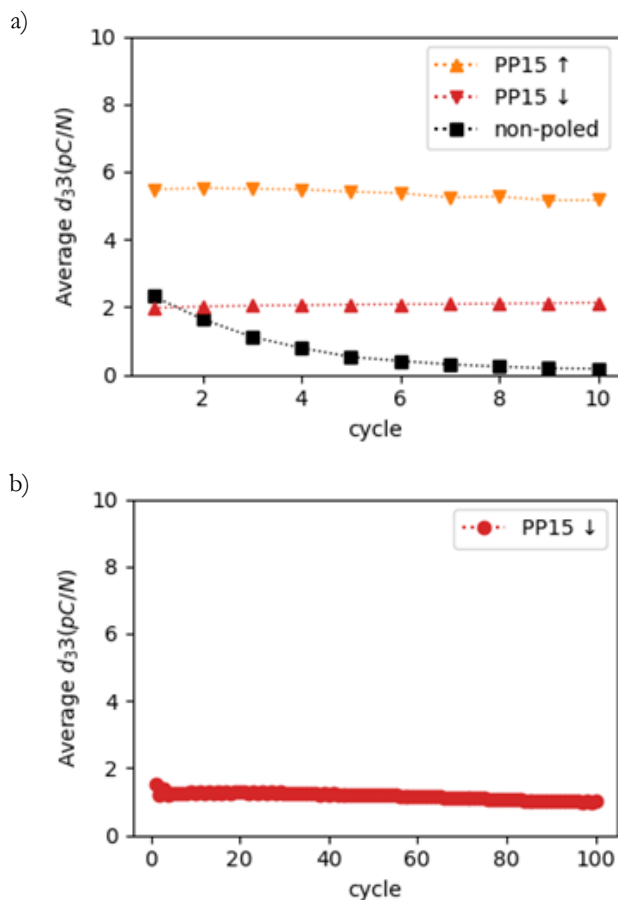 a)
10
8
6
4
2
0
Average d₃3(pC/N)
PP15 ↑
PP15 ↓
non-poled
2 4 6 8 10
cycle
b)
10
8
6
4
2
0
Average d₃3(pC/N)
PP15 ↓
0 20 40 60 80 100
cycle